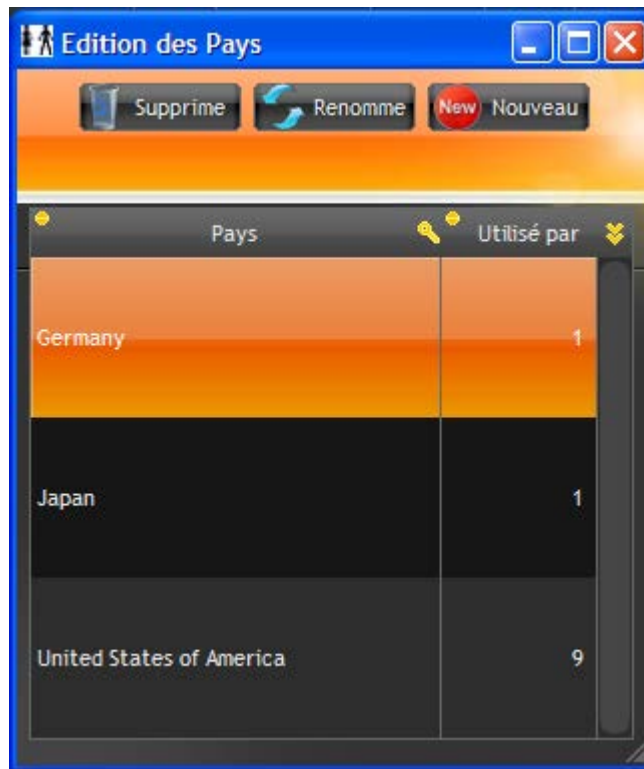 Edition des Pays
Supprime Renomme New Nouveau
Pays Utilisé par
Germany 1
Japan 1
United States of America 9